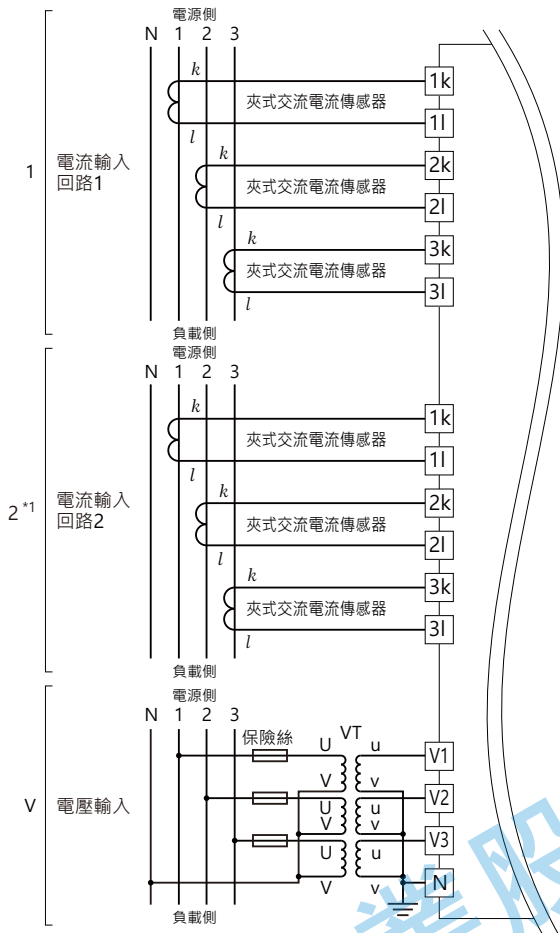 電源側
N 1 2 3
k
1k
夾式交流電流傳感器
l
1l
k
2k
1
電流輸入
回路1
夾式交流電流傳感器
l
2l
k
3k
夾式交流電流傳感器
l
3l
負載側
電源側
N 1 2 3
k
1k
夾式交流電流傳感器
l
1l
k
2k
2*1
電流輸入
回路2
夾式交流電流傳感器
l
2l
k
3k
夾式交流電流傳感器
l
3l
負載側
電源側
N 1 2 3
保險絲
VT
U u
V1
V v
V
電壓輸入
U u
V2
V v
U u
V3
V v
N
負載側
業股